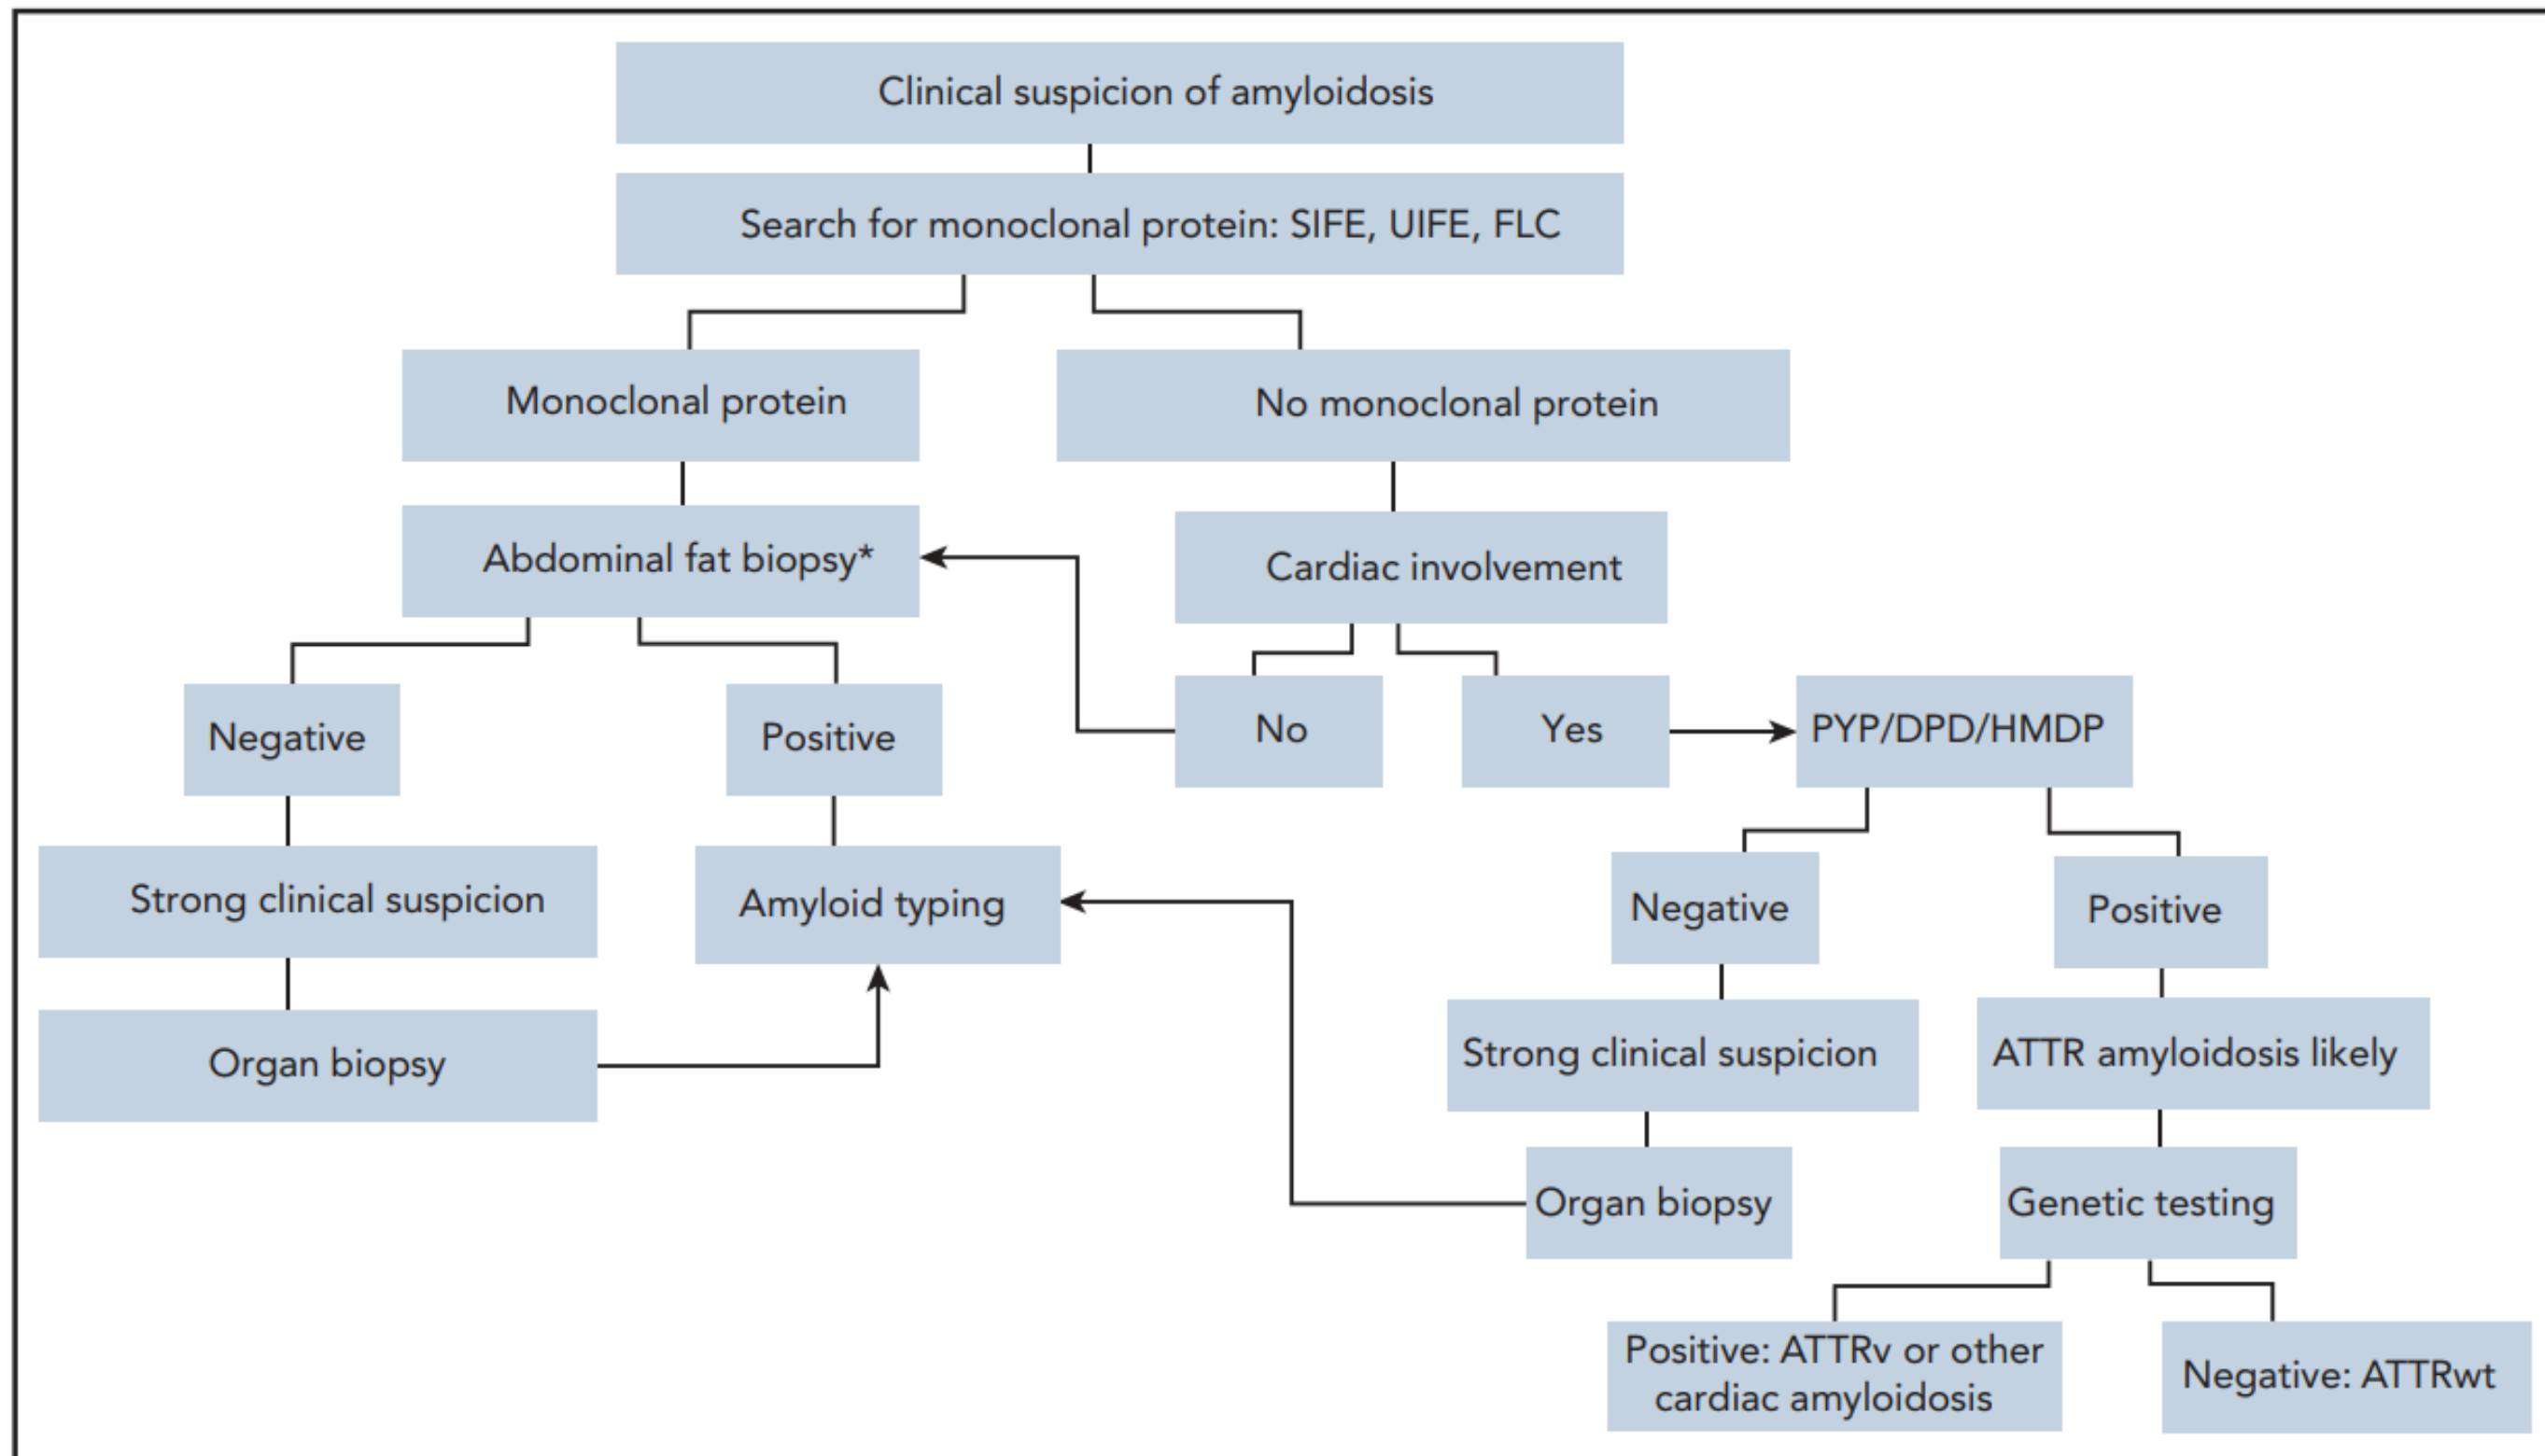 Clinical suspicion of amyloidosis
Search for monoclonal protein: SIFE, UIFE, FLC
Monoclonal protein
No monoclonal protein
Abdominal fat biopsy*
Cardiac involvement
Negative
Positive
No
Yes
PYP/DPD/HMDP
Strong clinical suspicion
Amyloid typing
Negative
Positive
Organ biopsy
Strong clinical suspicion
ATTR amyloidosis likely
Organ biopsy
Genetic testing
Positive: ATTRv or other
cardiac amyloidosis
Negative: ATTRwt